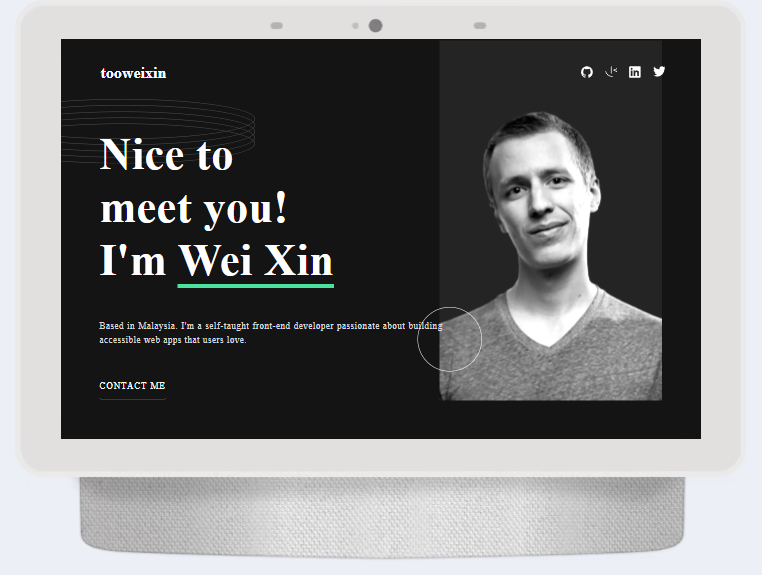 tooweixin
Nice to
meet you!
I'm Wei Xin
Based in Malaysia. I'm a self-taught front-end developer passionate about building
accessible web apps that users love.
CONTACT ME